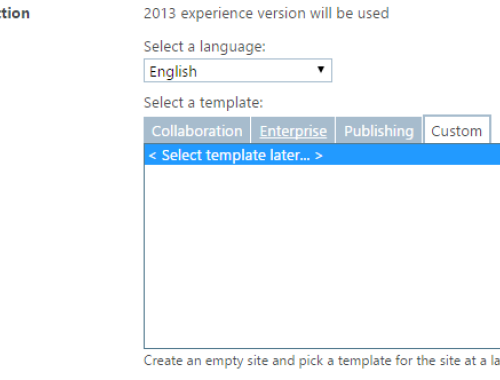 ction 2013 experience version will be used
Select a language:
English
Select a template:
Collaboration Enterprise Publishing Custom
< Select template later... >
Create an empty site and pick a template for the site at a la